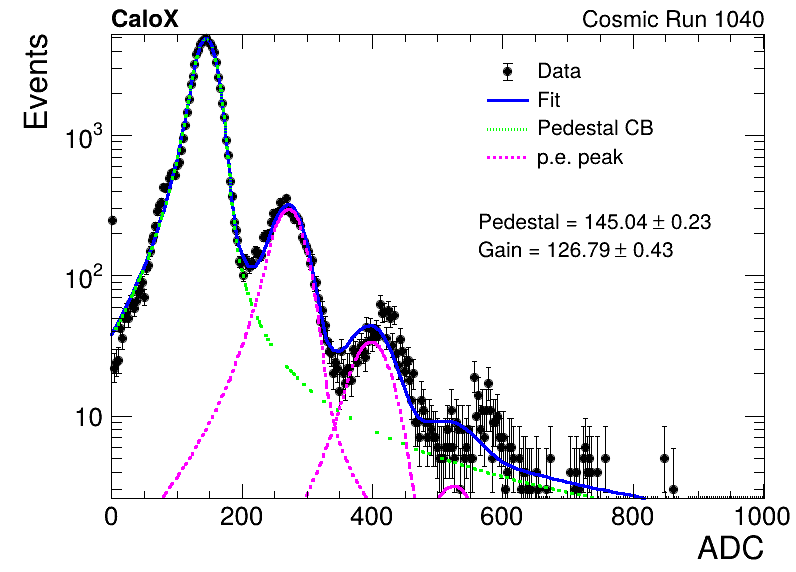 CaloX
Cosmic Run 1040
Events
Data
Fit
Pedestal CB
p.e. peak
Pedestal = 145.04 ± 0.23
Gain = 126.79 ± 0.43
10³
10²
10
0 200 400 600 800 1000
ADC